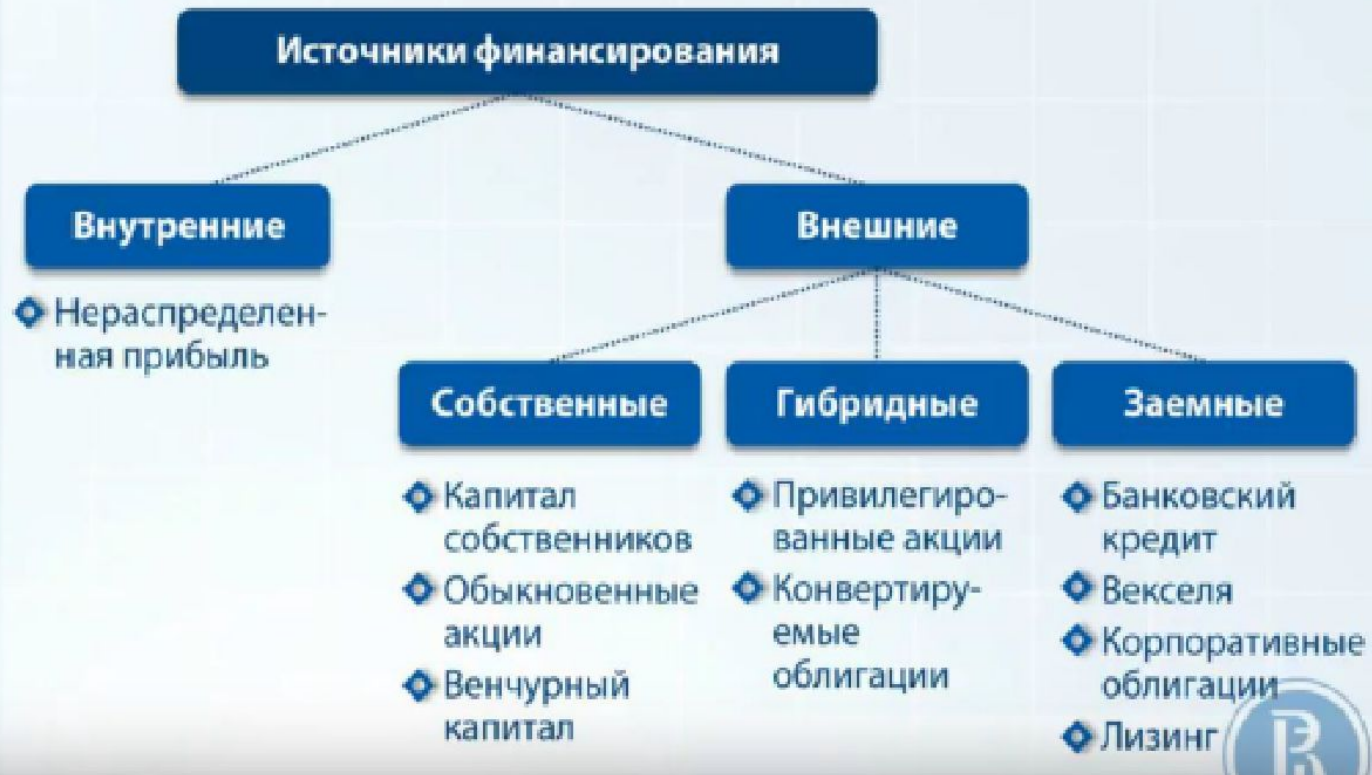 Источники финансирования
Внутренние
Внешние
Нераспределен-
ная прибыль
Собственные
Гибридные
Заемные
Капитал
собственников
Обыкновенные
акции
Венчурный
капитал
Привилегиро-
ванные акции
Конвертиру-
емые
облигации
Банковский
кредит
Векселя
Корпоративные
облигации
Лизинг